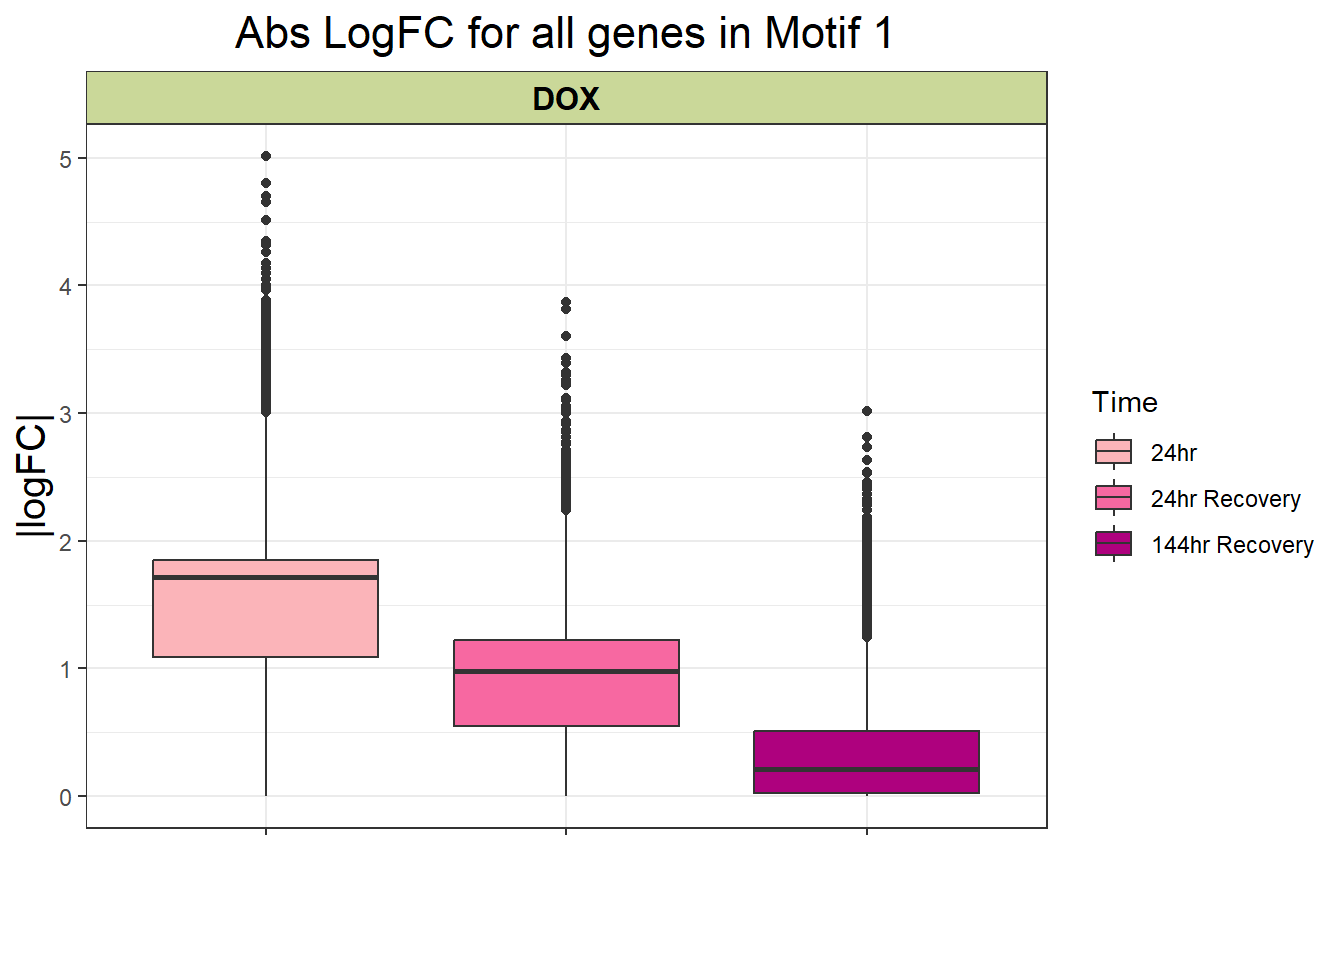 Abs LogFC for all genes in Motif 1
DOX
|logFC|
5
4
3
2
1
0
Time
24hr
24hr Recovery
144hr Recovery